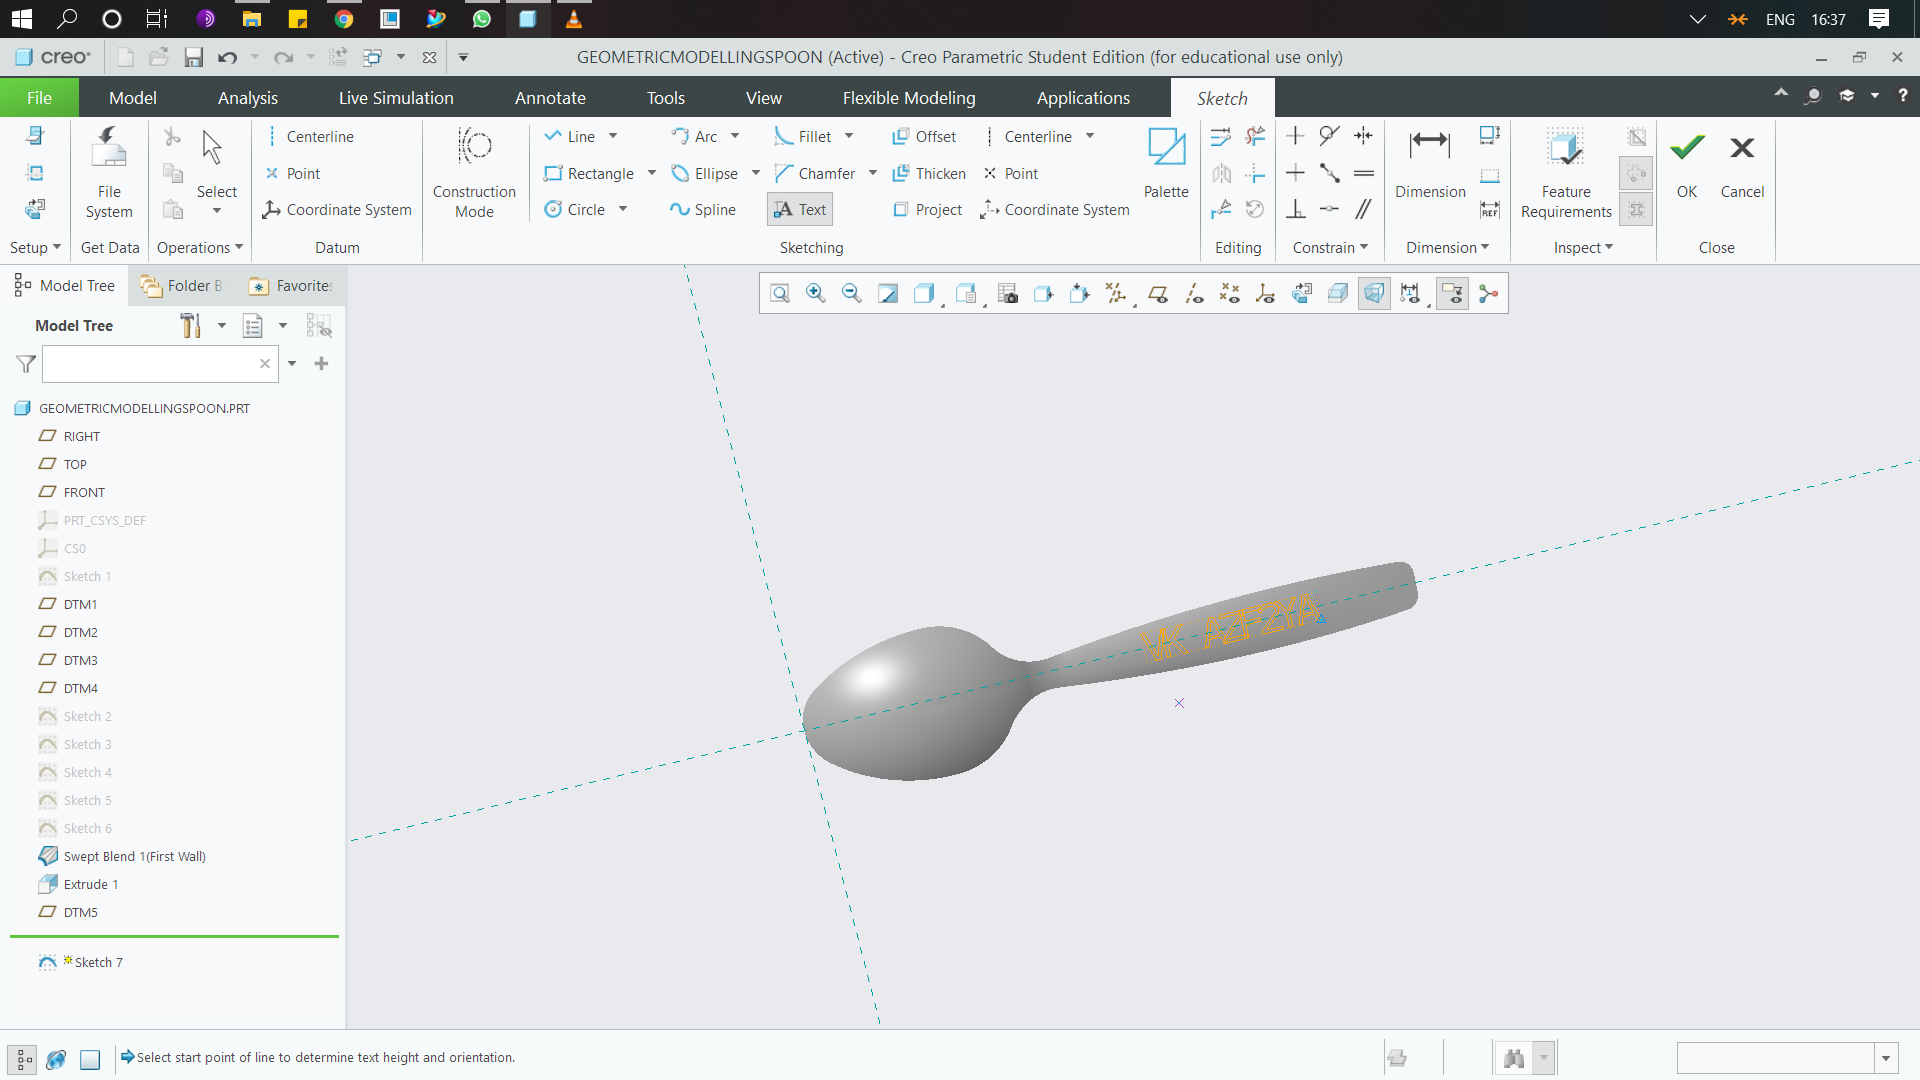 ENG 16:37
creo
GEOMETRICMODELLINGSPOON (Active) - Creo Parametric Student Edition (for educational use only)
File Model Analysis Live Simulation Annotate Tools View Flexible Modeling Applications Sketch
Centerline Line Arc Fillet Offset Centerline
Point Rectangle Ellipse Chamfer Thicken Point
Coordinate System Circle Spline Text Project Coordinate System
File System Select Construction Mode Palette Dimension REF Feature Requirements OK Cancel
Setup Get Data Operations Datum Sketching Editing Constrain Dimension Inspect Close
Model Tree Folder B Favorites
Model Tree
GEOMETRICMODELLINGSPOON.PRT
RIGHT
TOP
FRONT
PRT_CSYS_DEF
CS0
Sketch 1
DTM1
DTM2
DTM3
DTM4
Sketch 2
Sketch 3
Sketch 4
Sketch 5
Sketch 6
Swept Blend 1(First Wall)
Extrude 1
DTM5
Sketch 7
Select start point of line to determine text height and orientation.